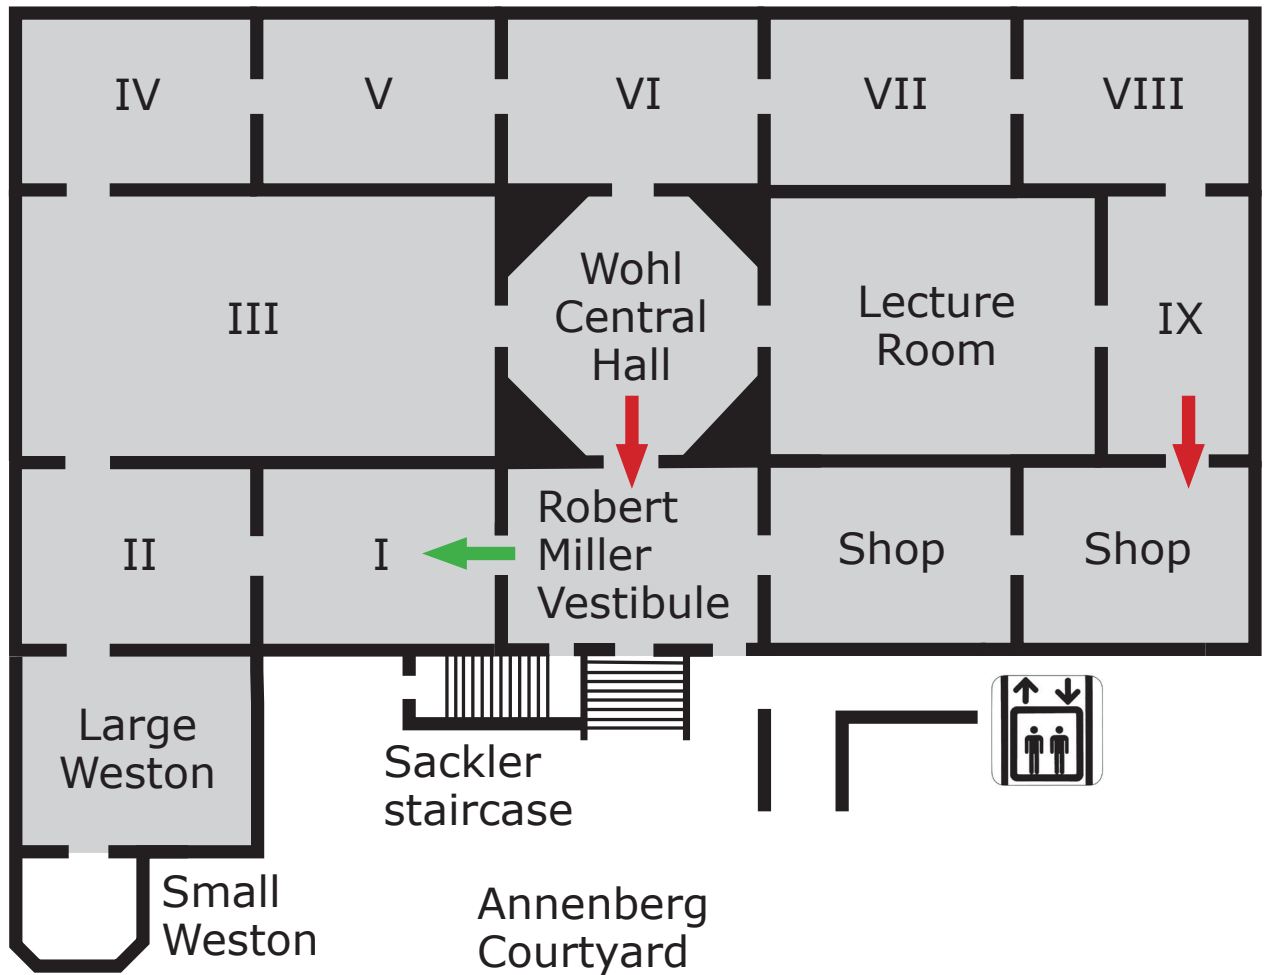 IV
V
VI
VII
VIII
III
Wohl
Central
Hall
Lecture
Room
IX
II
I
Robert
Miller
Vestibule
Shop
Shop
Large
Weston
Sackler
staircase
Small
Weston
Annenberg
Courtyard